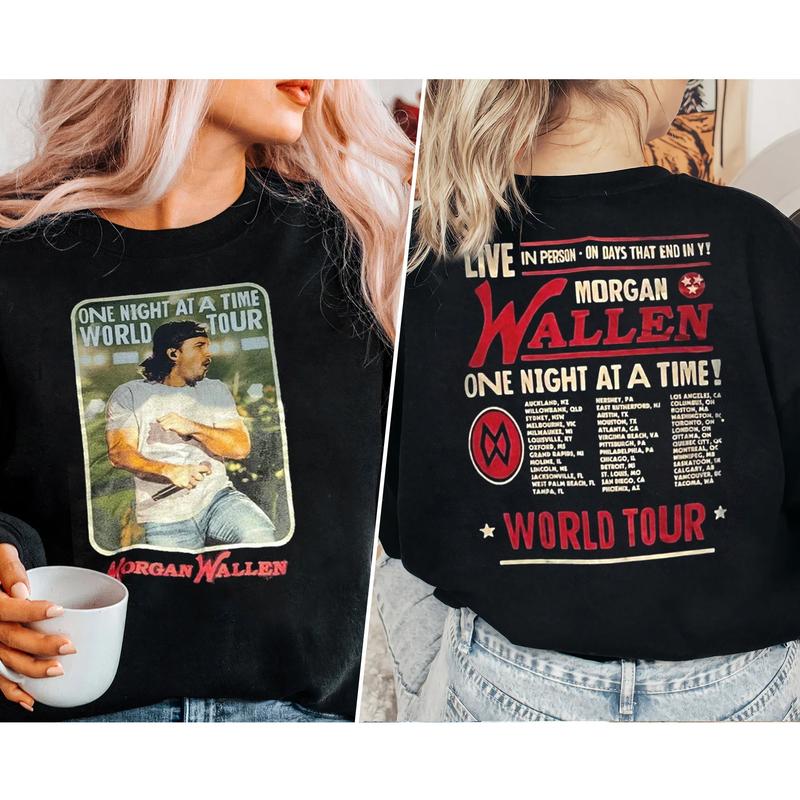 ONE NIGHT AT A TIME
WORLD TOUR
MORGAN WALLEN
LIVE IN PERSON · ON DAYS THAT END IN Y!
MORGAN
WALLEN
ONE NIGHT AT A TIME!
AUCKLAND, NZ
WILLOWBANK, QLD
SYDNEY, NSW
MELBOURNE, VIC
MILWAUKEE, WI
LOUISVILLE, KY
OXFORD, MS
GRAND RAPIDS, MI
MOLINE, IL
LINCOLN, NE
JACKSONVILLE, FL
WEST PALM BEACH, FL
TAMPA, FL
HERSHEY, PA
EAST RUTHERFORD, NJ
AUSTIN, TX
HOUSTON, TX
ATLANTA, GA
VIRGINIA BEACH, VA
PITTSBURGH, PA
PHILADELPHIA, PA
CHICAGO, IL
DETROIT, MI
ST. LOUIS, MO
SAN DIEGO, CA
PHOENIX, AZ
LOS ANGELES, CA
COLUMBUS, OH
BOSTON, MA
WASHINGTON, DC
TORONTO, ON
LONDON, ON
OTTAWA, ON
QUEBEC CITY, QC
MONTREAL, QC
WINNIPEG, MB
SASKATOON, SK
CALGARY, AB
VANCOUVER, BC
TACOMA, WA
WORLD TOUR